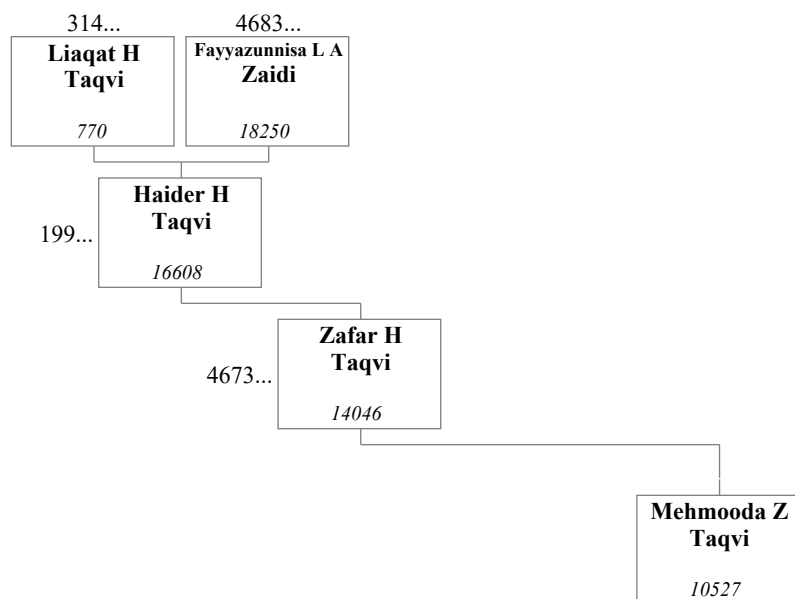 314...
4683...
Liaqat H
Taqvi
770
Fayyazunnisa L A
Zaidi
18250
199...
Haider H
Taqvi
16608
4673...
Zafar H
Taqvi
14046
Mehmooda Z
Taqvi
10527